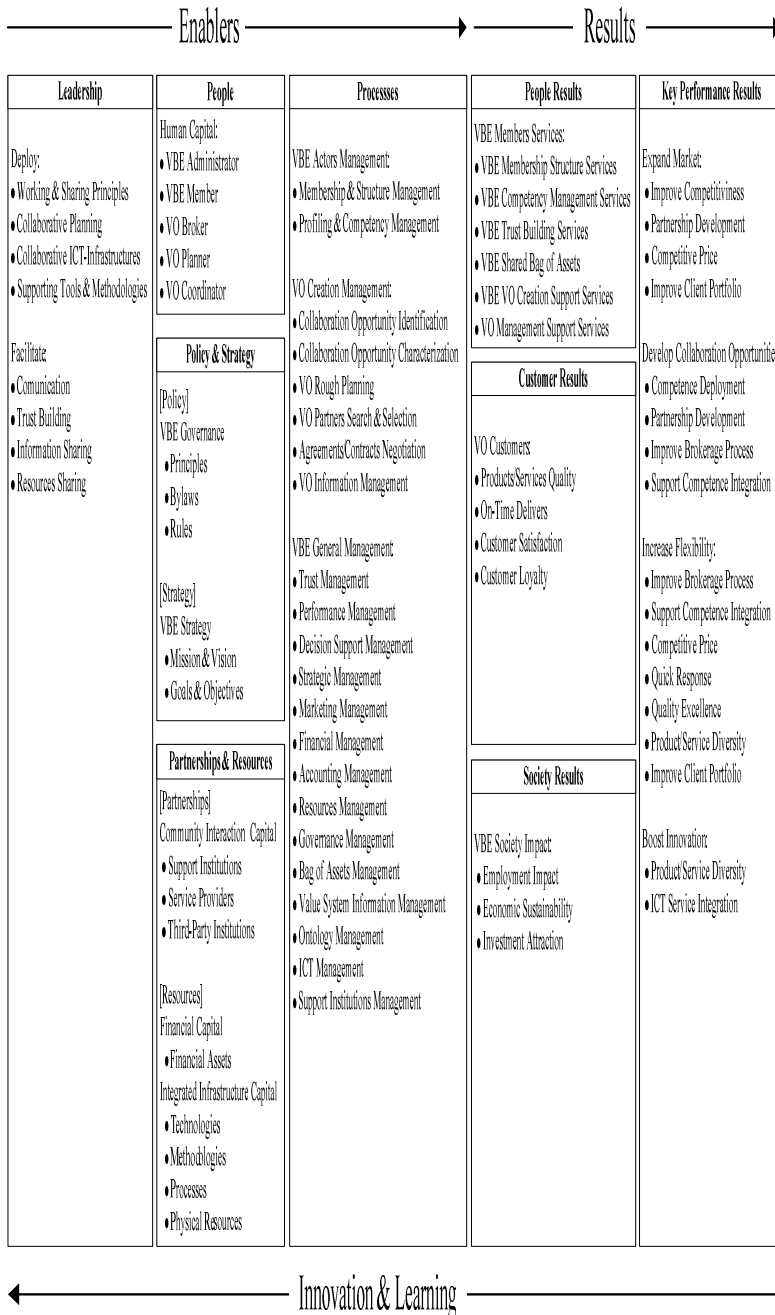 Enablers
Results
Leadership
Deploy:
• Working & Sharing Principles
• Collaborative Planning
• Collaborative ICT-Infrastructures
• Supporting Tools & Methodologies
Facilitate:
• Comunication
• Trust Building
• Information Sharing
• Resources Sharing
People
Human Capital:
• VBE Administrator
• VBE Member
• VO Broker
• VO Planner
• VO Coordinator
Policy & Strategy
[Policy]
VBE Governance
• Principles
• Bylaws
• Rules
[Strategy]
VBE Strategy
• Mission & Vision
• Goals & Objectives
Partnerships & Resources
[Partnerships]
Community Interaction Capital
• Support Institutions
• Service Providers
• Third-Party Institutions
[Resources]
Financial Capital
• Financial Assets
Integrated Infrastructure Capital
• Technologies
• Methodologies
• Processes
• Physical Resources
Processses
VBE Actors Management:
• Membership & Structure Management
• Profiling & Competency Management
VO Creation Management:
• Collaboration Opportunity Identification
• Collaboration Opportunity Characterization
• VO Rough Planning
• VO Partners Search & Selection
• Agreements/Contracts Negotiation
• VO Information Management
VBE General Management:
• Trust Management
• Performance Management
• Decision Support Management
• Strategic Management
• Marketing Management
• Financial Management
• Accounting Management
• Resources Management
• Governance Management
• Bag of Assets Management
• Value System Information Management
• Ontology Management
• ICT Management
• Support Institutions Management
People Results
VBE Members Services:
• VBE Membership Structure Services
• VBE Competency Management Services
• VBE Trust Building Services
• VBE Shared Bag of Assets
• VBE VO Creation Support Services
• VO Management Support Services
Customer Results
VO Customers:
• Products/Services Quality
• On-Time Delivers
• Customer Satisfaction
• Customer Loyalty
Society Results
VBE Society Impact:
• Employment Impact
• Economic Sustainability
• Investment Attraction
Key Performance Results
Expand Market:
• Improve Competitiviness
• Partnership Development
• Competitive Price
• Improve Client Portfolio
Develop Collaboration Opportunitie
• Competence Deployment
• Partnership Development
• Improve Brokerage Process
• Support Competence Integration
Increase Flexibility:
• Improve Brokerage Process
• Support Competence Integration
• Competitive Price
• Quick Response
• Quality Excellence
• Product/Service Diversity
• Improve Client Portfolio
Boost Innovation:
• Product/Service Diversity
• ICT Service Integration
Innovation & Learning